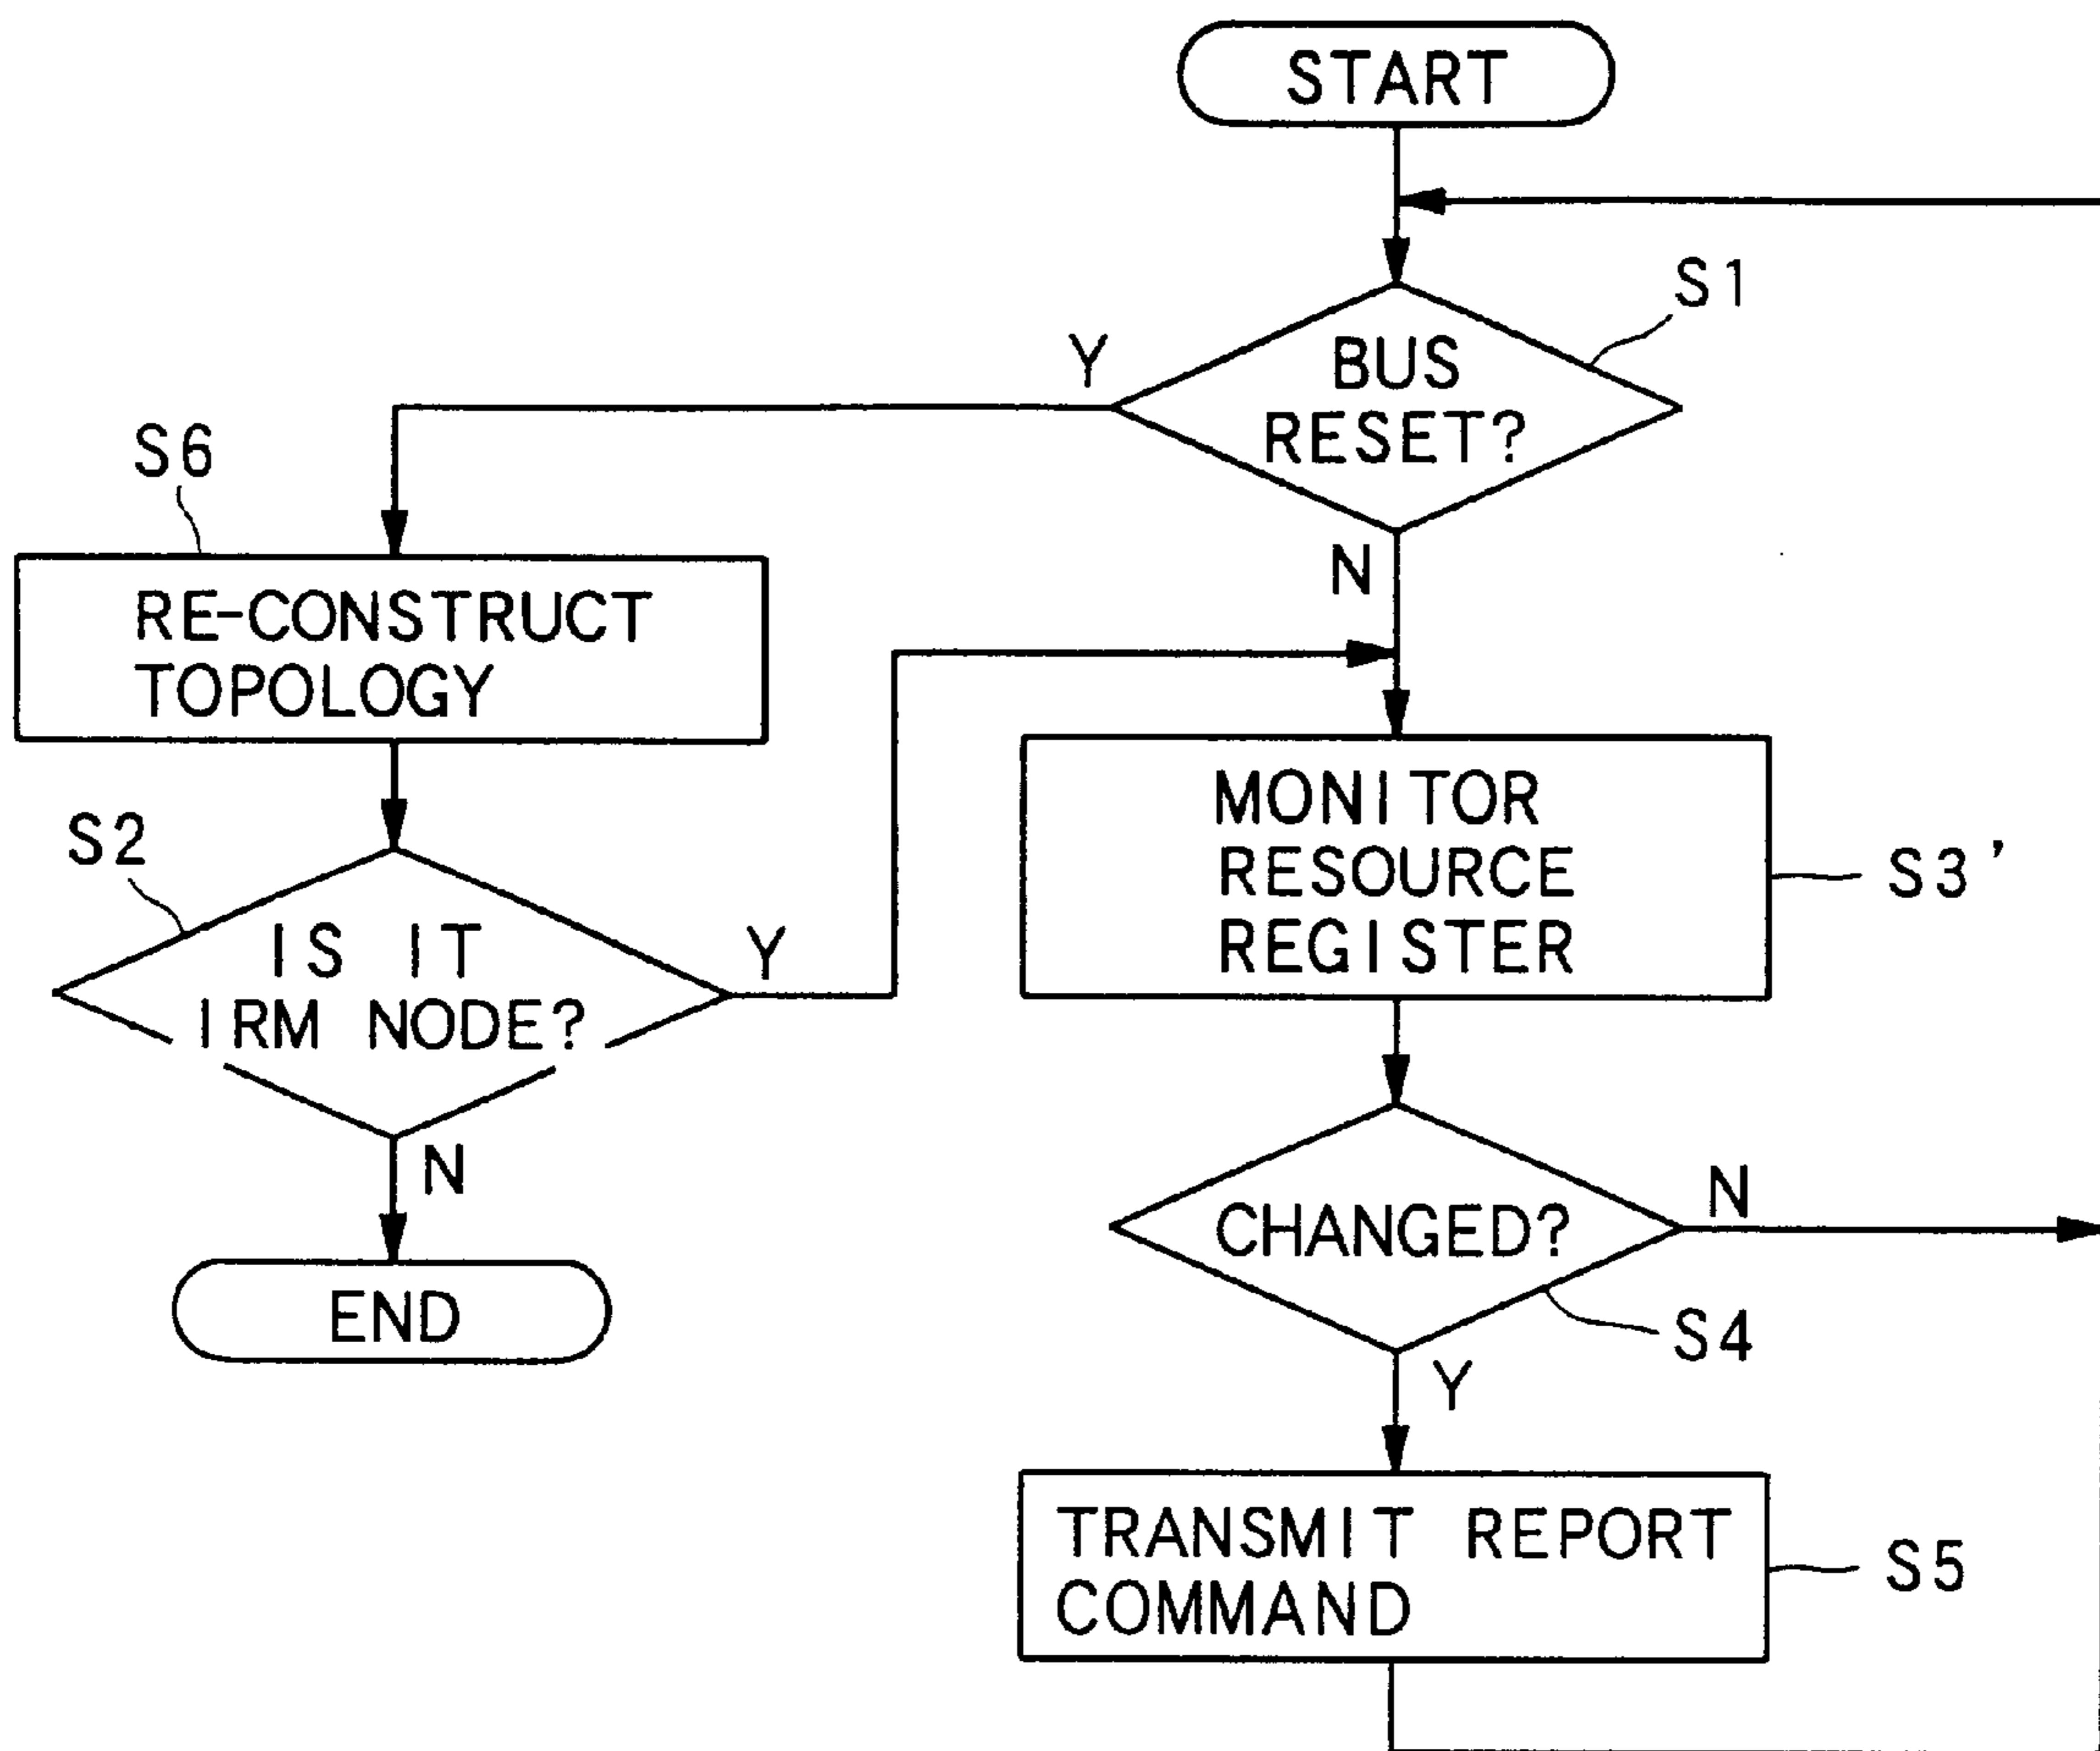 START
S1
BUS
RESET?
Y
N
S6
RE-CONSTRUCT
TOPOLOGY
S2
IS IT
IRM NODE?
Y
N
END
MONITOR
RESOURCE
REGISTER
S3'
CHANGED?
N
S4
Y
TRANSMIT REPORT
COMMAND
S5